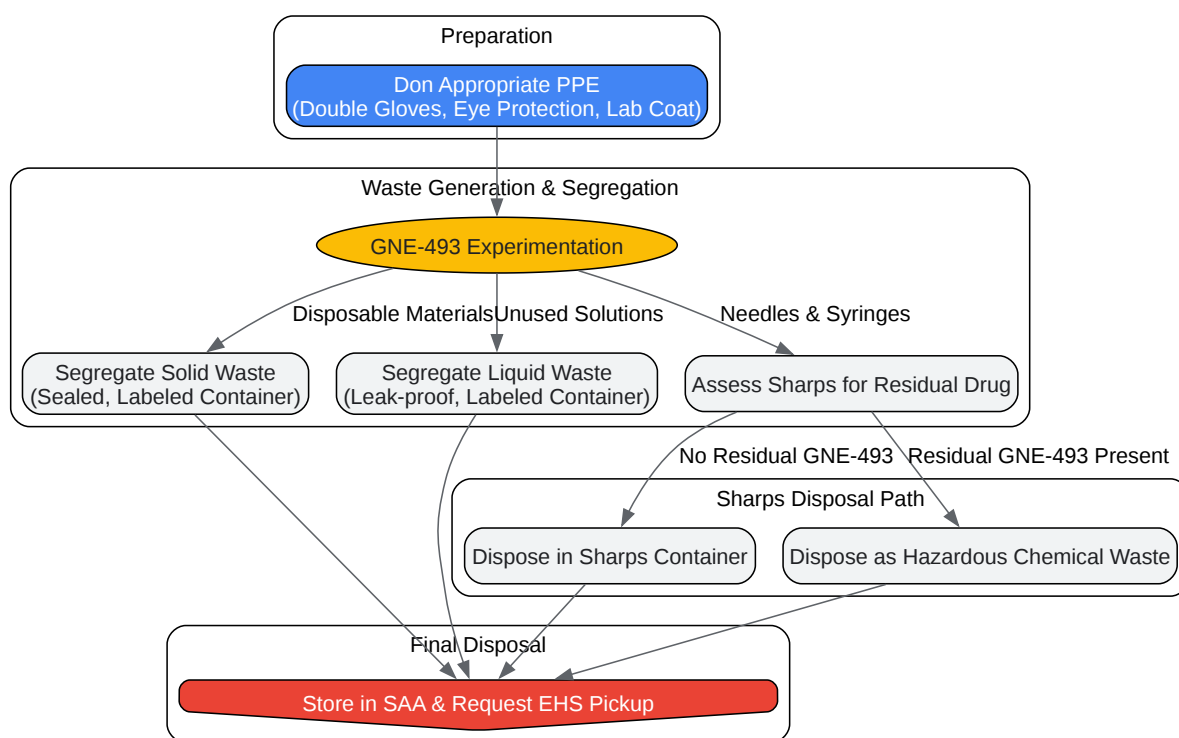 Preparation
Don Appropriate PPE
(Double Gloves, Eye Protection, Lab Coat)
Waste Generation & Segregation
GNE-493 Experimentation
Disposable Materials
Unused Solutions
Needles & Syringes
Segregate Solid Waste
(Sealed, Labeled Container)
Segregate Liquid Waste
(Leak-proof, Labeled Container)
Assess Sharps for Residual Drug
No Residual GNE-493
Residual GNE-493 Present
Sharps Disposal Path
Dispose in Sharps Container
Dispose as Hazardous Chemical Waste
Final Disposal
Store in SAA & Request EHS Pickup